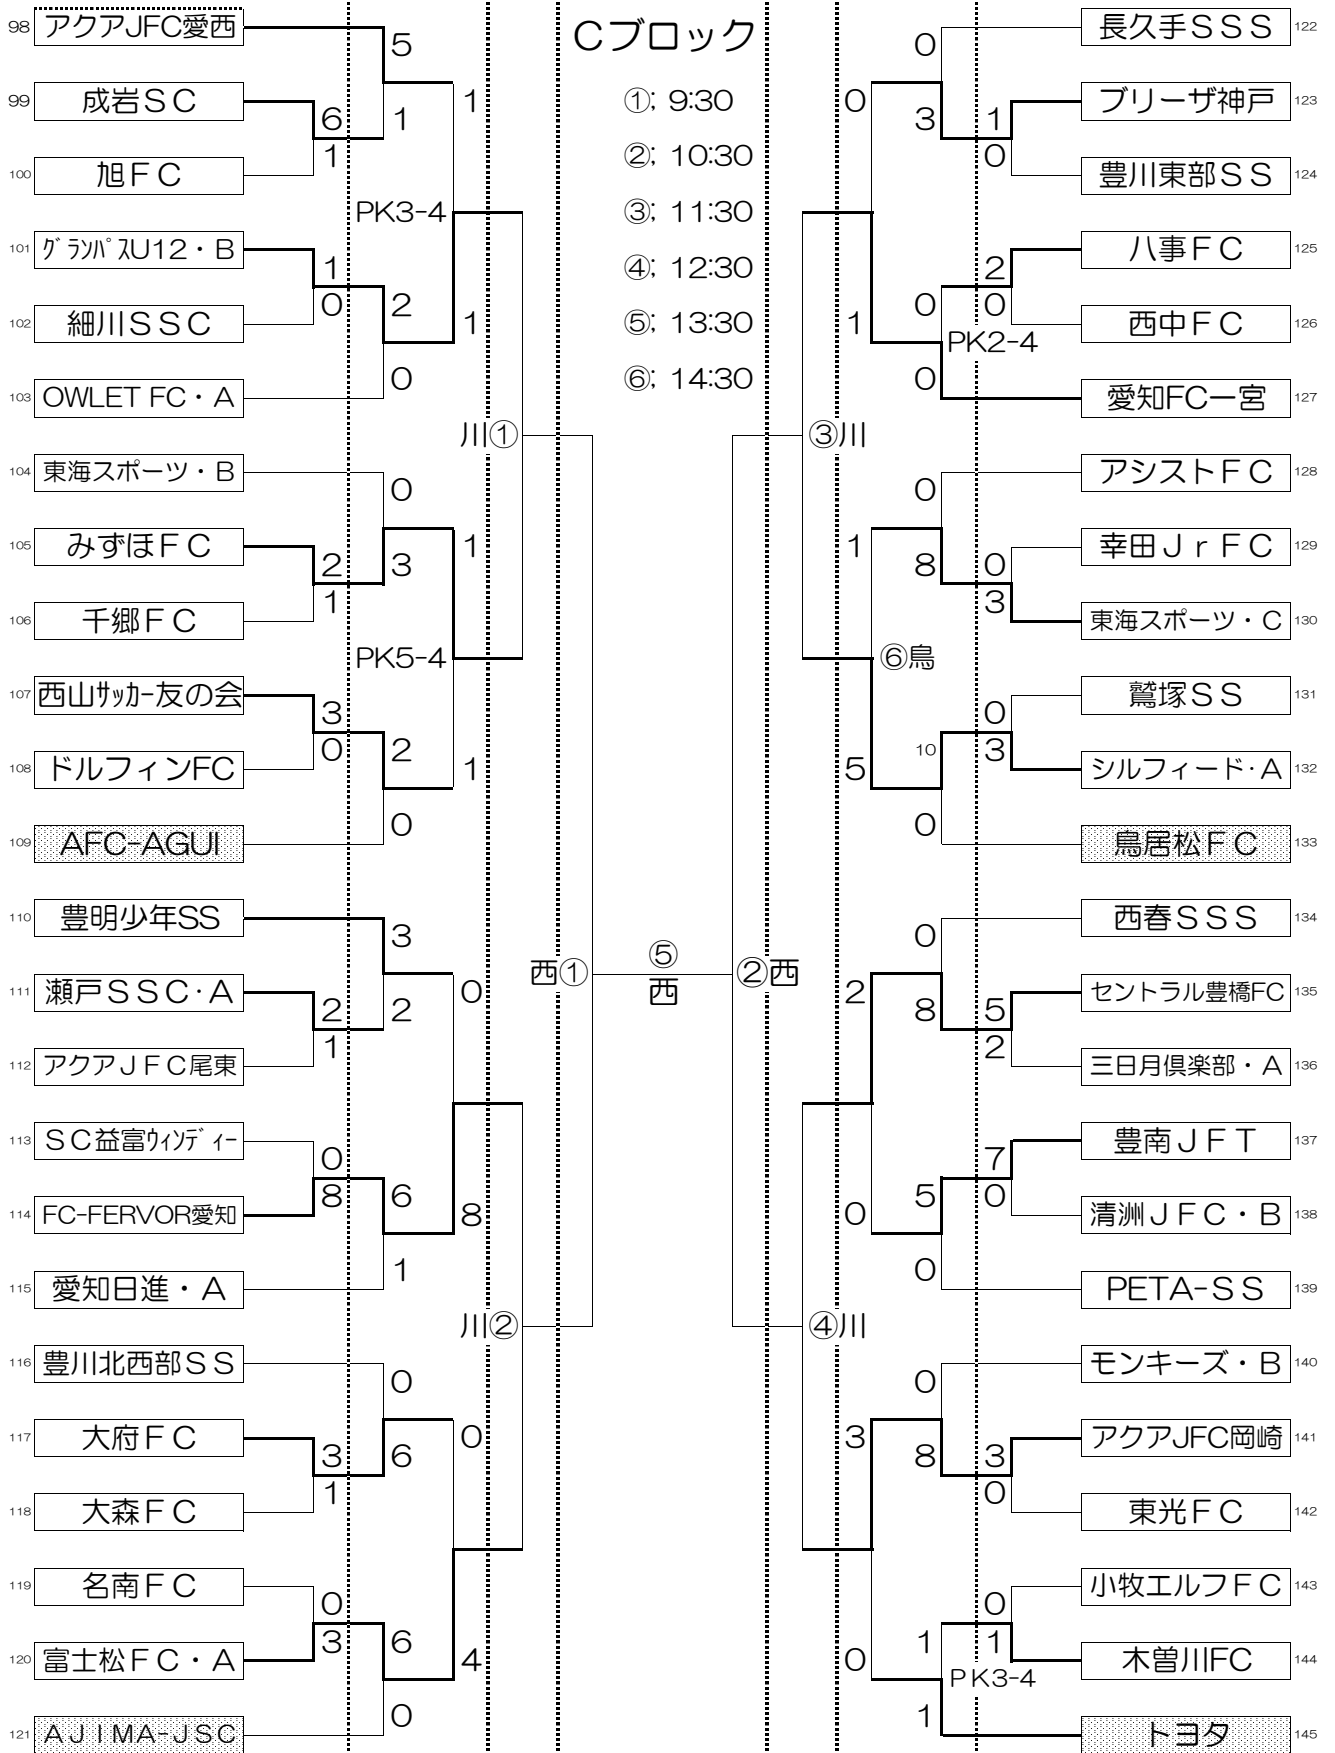 Cブロック
①; 9:30
②; 10:30
③; 11:30
④; 12:30
⑤; 13:30
⑥; 14:30
98 アクアJFC愛西
5
99 成岩ＳＣ
6
1
1
100 旭ＦＣ
1
PK3-4
101 ｸﾞﾗﾝﾊﾟｽU12・B
1
102 細川ＳＳＣ
0
2
1
103 OWLET FC・A
0
川①
104 東海スポーツ・B
0
105 みずほＦＣ
2
3
1
106 千郷ＦＣ
1
PK5-4
107 西山ｻｯｶｰ友の会
3
108 ドルフィンFC
0
2
1
109 AFC-AGUI
0
110 豊明少年SS
3
111 瀬戸ＳＳＣ･A
2
2
0
112 アクアＪＦＣ尾東
1
113 ＳＣ益富ｳｨﾝﾃﾞｨｰ
0
114 FC-FERVOR愛知
8
6
8
115 愛知日進・A
1
川②
116 豊川北西部ＳＳ
0
117 大府ＦＣ
3
6
0
118 大森ＦＣ
1
119 名南ＦＣ
0
120 富士松ＦＣ・A
3
6
4
121 ＡＪＩＭＡ-ＪＳＣ
0
西①
⑤
西
②西
長久手ＳＳＳ 122
0
ブリーザ神戸 123
0
3
1
豊川東部ＳＳ 124
0
八事ＦＣ 125
2
西中ＦＣ 126
1
0
0
PK2-4
愛知FC一宮 127
0
③川
アシストＦＣ 128
0
幸田ＪｒＦＣ 129
1
8
0
東海スポーツ・C 130
3
⑥鳥
鷲塚ＳＳ 131
0
シルフィード･A 132
5
10
3
鳥居松ＦＣ 133
0
西春ＳＳＳ 134
0
セントラル豊橋FC 135
2
8
5
三日月倶楽部・A 136
2
豊南ＪＦＴ 137
7
清洲ＪＦＣ・B 138
0
5
0
PETA-ＳＳ 139
0
④川
モンキーズ・B 140
0
アクアJFC岡崎 141
3
8
3
東光ＦＣ 142
0
小牧エルフＦＣ 143
0
木曽川FC 144
0
1
1
ＰＫ3-4
トヨタ 145
1